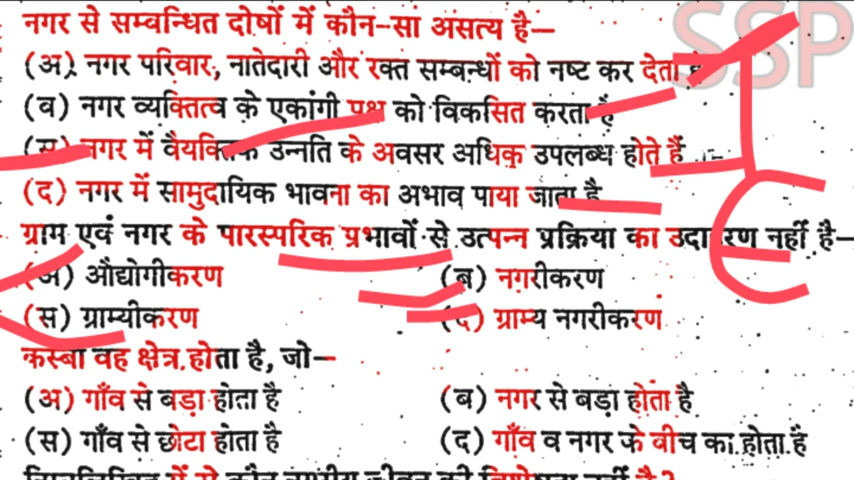 नगर से सम्वन्धित दोषों में कौन-सा असत्य है—
SSP
(अ) नगर परिवार, नातेदारी और रक्त सम्बन्धों को नष्ट कर देता है
(ब) नगर व्यक्तित्व के एकांगी पक्ष को विकसित करता है
(स) नगर में वैयक्तिक उन्नति के अवसर अधिक उपलब्ध होते हैं
(द) नगर में सामुदायिक भावना का अभाव पाया जाता है
ग्राम एवं नगर के पारस्परिक प्रभावों से उत्पन्न प्रक्रिया का उदाहरण नहीं है—
(अ) औद्योगीकरण (ब) नगरीकरण
(स) ग्राम्यीकरण (द) ग्राम्य नगरीकरण
कस्बा वह क्षेत्र होता है, जो—
(अ) गाँव से बड़ा होता है (ब) नगर से बड़ा होता है
(स) गाँव से छोटा होता है (द) गाँव व नगर के बीच का होता है